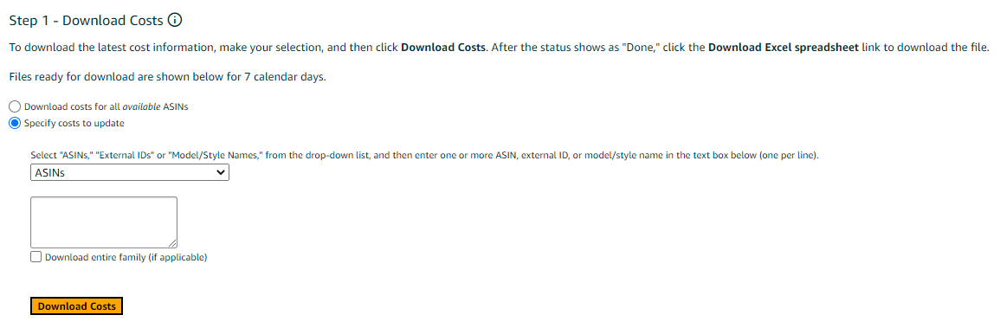 Step 1 - Download Costs
To download the latest cost information, make your selection, and then click Download Costs. After the status shows as "Done," click the Download Excel spreadsheet link to download the file.
Files ready for download are shown below for 7 calendar days.
Download costs for all available ASINs
Specify costs to update
Select "ASINs," "External IDs" or "Model/Style Names," from the drop-down list, and then enter one or more ASIN, external ID, or model/style name in the text box below (one per line).
ASINs
Download entire family (if applicable)
Download Costs